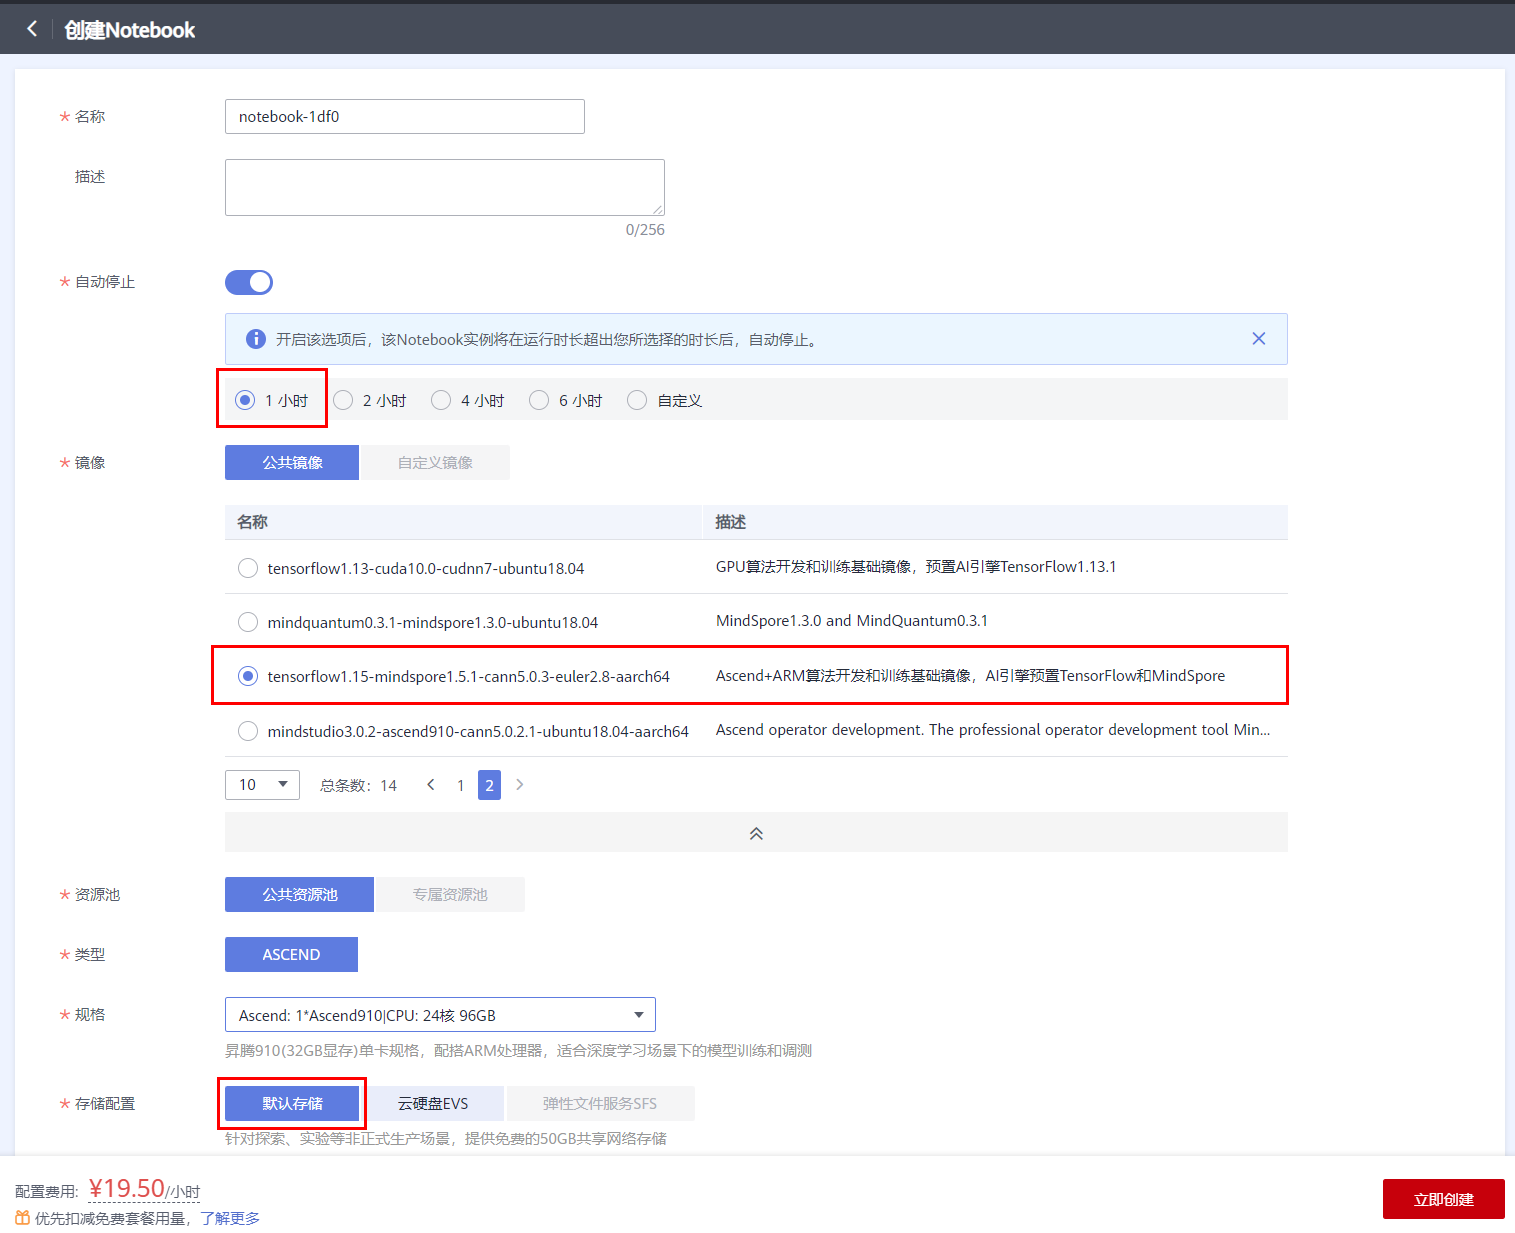 创建Notebook
* 名称
notebook-1df0
描述
0/256
* 自动停止
开启该选项后，该Notebook实例将在运行时长超出您所选择的时长后，自动停止。
1 小时 2 小时 4 小时 6 小时 自定义
* 镜像 公共镜像 自定义镜像
名称 描述
tensorflow1.13-cuda10.0-cudnn7-ubuntu18.04 GPU算法开发和训练基础镜像，预置AI引擎TensorFlow1.13.1
mindquantum0.3.1-mindspore1.3.0-ubuntu18.04 MindSpore1.3.0 and MindQuantum0.3.1
tensorflow1.15-mindspore1.5.1-cann5.0.3-euler2.8-aarch64 Ascend+ARM算法开发和训练基础镜像，AI引擎预置TensorFlow和MindSpore
mindstudio3.0.2-ascend910-cann5.0.2.1-ubuntu18.04-aarch64 Ascend operator development. The professional operator development tool Min...
10 总条数：14 < 1 2 >
* 资源池 公共资源池 专属资源池
* 类型 ASCEND
* 规格 Ascend: 1*Ascend910|CPU: 24核 96GB
昇腾910(32GB显存)单卡规格，配搭ARM处理器，适合深度学习场景下的模型训练和调测
* 存储配置 默认存储 云硬盘EVS 弹性文件服务SFS
针对探索、实验等非正式生产场景，提供免费的50GB共享网络存储
配置费用: ¥19.50/小时
优先扣减免费套餐用量，了解更多
立即创建